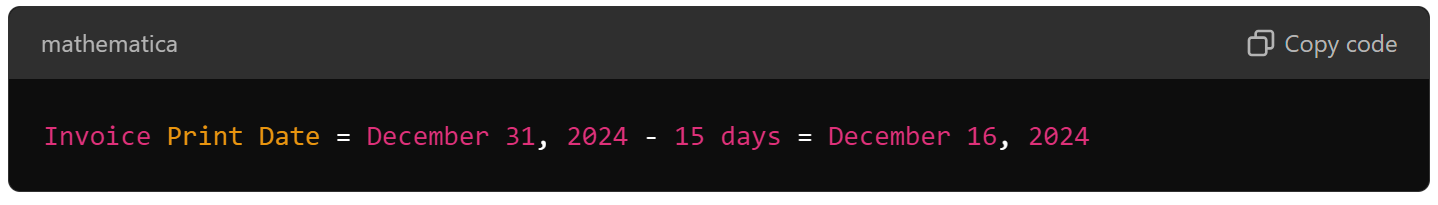 mathematica Copy code
Invoice Print Date = December 31, 2024 - 15 days = December 16, 2024